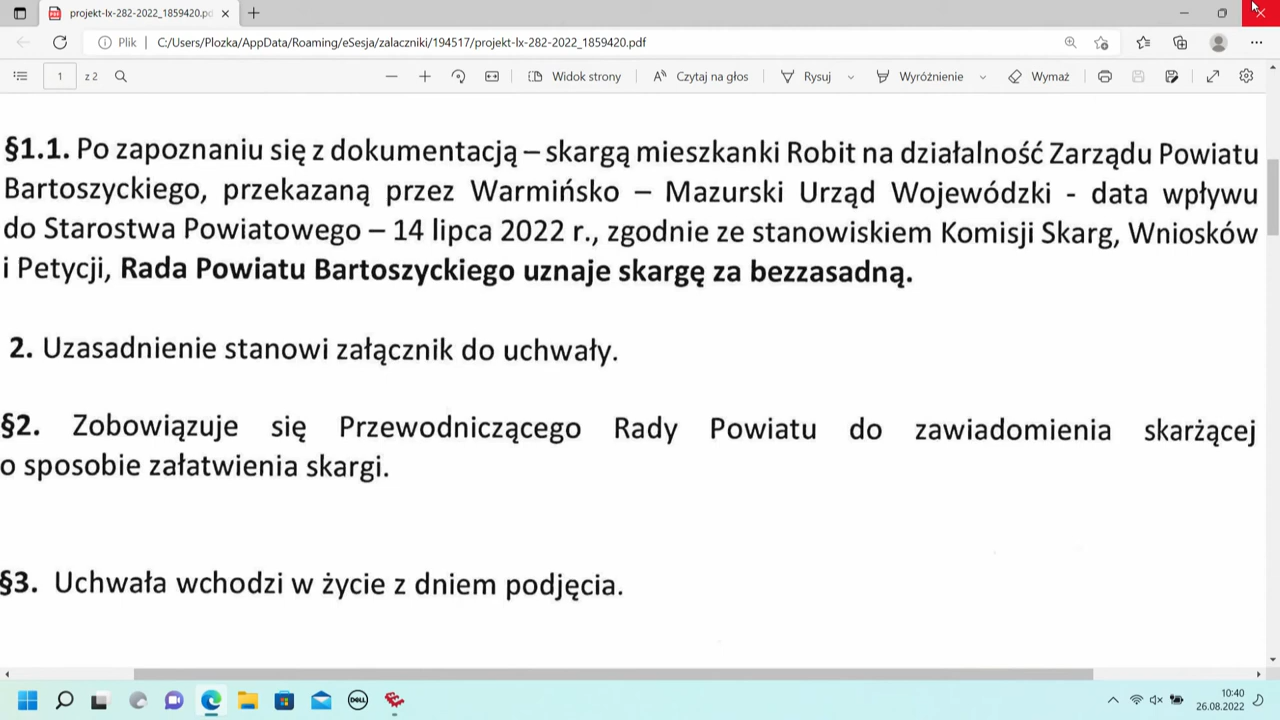 projekt-lx-282-2022_1859420.pd
Plik
C:/Users/Plozka/AppData/Roaming/eSesja/zalaczniki/194517/projekt-lx-282-2022_1859420.pdf
1 z 2
Widok strony
Czytaj na głos
Rysuj
Wyróżnienie
Wymaż
§1.1. Po zapoznaniu się z dokumentacją – skargą mieszkanki Robit na działalność Zarządu Powiatu
Bartoszyckiego, przekazaną przez Warmińsko – Mazurski Urząd Wojewódzki - data wpływu
do Starostwa Powiatowego – 14 lipca 2022 r., zgodnie ze stanowiskiem Komisji Skarg, Wniosków
i Petycji, Rada Powiatu Bartoszyckiego uznaje skargę za bezzasadną.
2. Uzasadnienie stanowi załącznik do uchwały.
§2. Zobowiązuje się Przewodniczącego Rady Powiatu do zawiadomienia skarżącej
o sposobie załatwienia skargi.
§3. Uchwała wchodzi w życie z dniem podjęcia.
DELL
10:40
26.08.2022